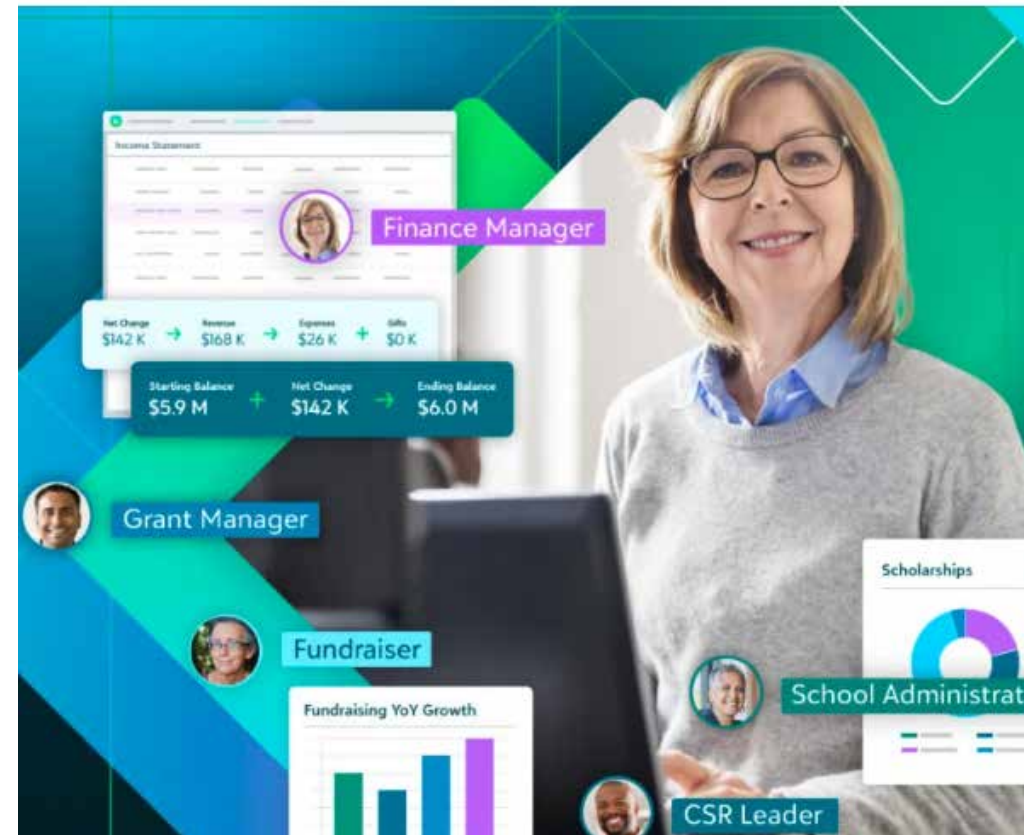 Income Statement
Finance Manager
Net Change → Revenue → Expenses + Gifts
$142 K $168 K $26 K $0 K
Starting Balance + Net Change → Ending Balance
$5.9 M $142 K $6.0 M
Grant Manager
Scholarships
Fundraiser
School Administrat
Fundraising YoY Growth
CSR Leader